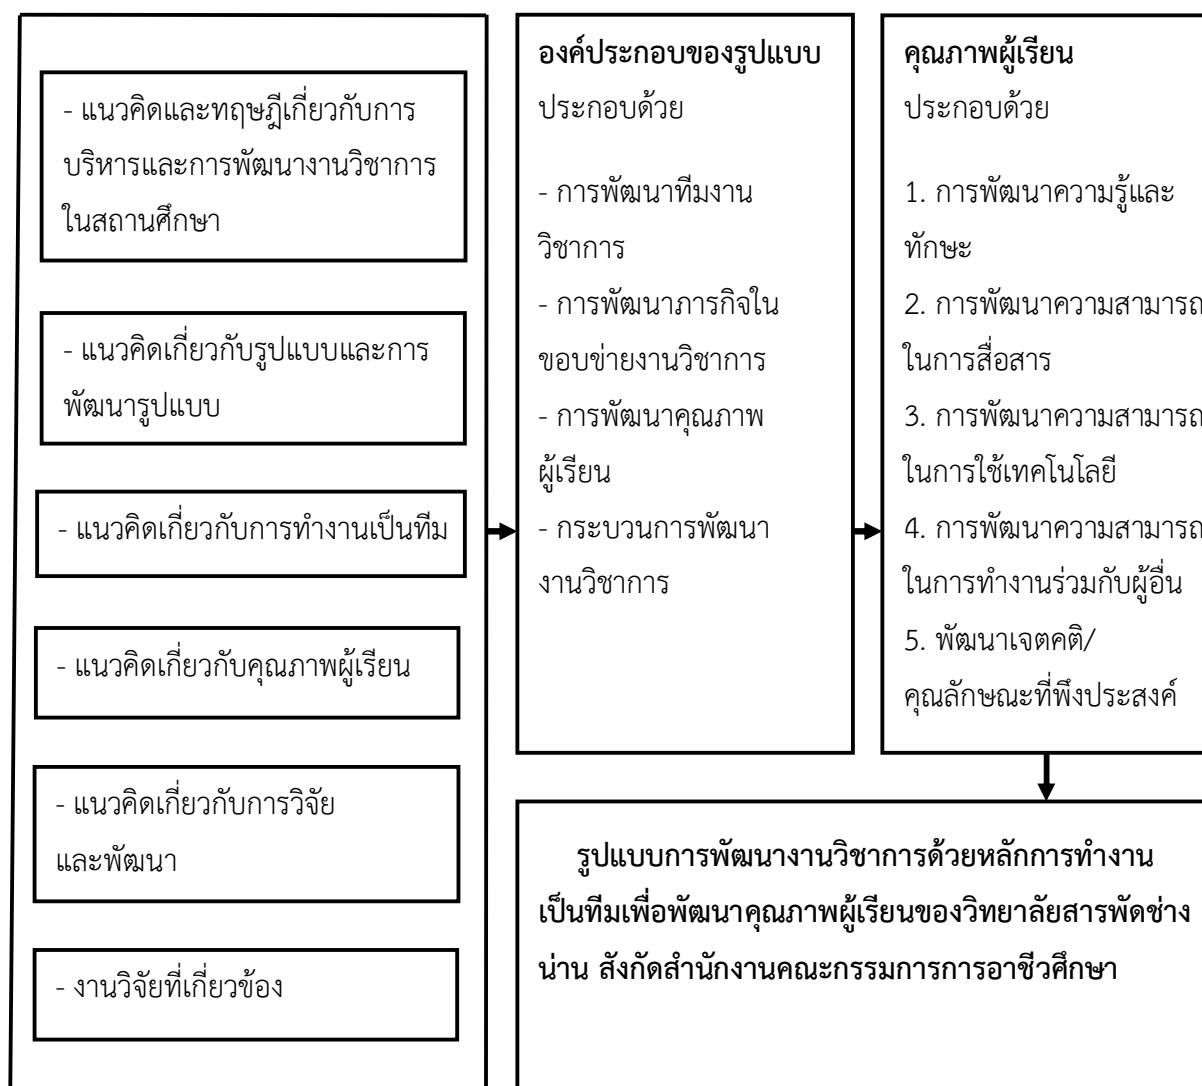 - แนวคิดและทฤษฎีเกี่ยวกับการ
บริหารและการพัฒนางานวิชาการ
ในสถานศึกษา
- แนวคิดเกี่ยวกับรูปแบบและการ
พัฒนารูปแบบ
- แนวคิดเกี่ยวกับการทำงานเป็นทีม
- แนวคิดเกี่ยวกับคุณภาพผู้เรียน
- แนวคิดเกี่ยวกับการวิจัย
และพัฒนา
- งานวิจัยที่เกี่ยวข้อง
องค์ประกอบของรูปแบบ
ประกอบด้วย
- การพัฒนาทีมงาน
วิชาการ
- การพัฒนาภารกิจใน
ขอบข่ายงานวิชาการ
- การพัฒนาคุณภาพ
ผู้เรียน
- กระบวนการพัฒนา
งานวิชาการ
คุณภาพผู้เรียน
ประกอบด้วย
1. การพัฒนาความรู้และ
ทักษะ
2. การพัฒนาความสามารถ
ในการสื่อสาร
3. การพัฒนาความสามารถ
ในการใช้เทคโนโลยี
4. การพัฒนาความสามารถ
ในการทำงานร่วมกับผู้อื่น
5. พัฒนาเจตคติ/
คุณลักษณะที่พึงประสงค์
รูปแบบการพัฒนางานวิชาการด้วยหลักการทำงาน
เป็นทีมเพื่อพัฒนาคุณภาพผู้เรียนของวิทยาลัยสารพัดช่าง
น่าน สังกัดสำนักงานคณะกรรมการการอาชีวศึกษา